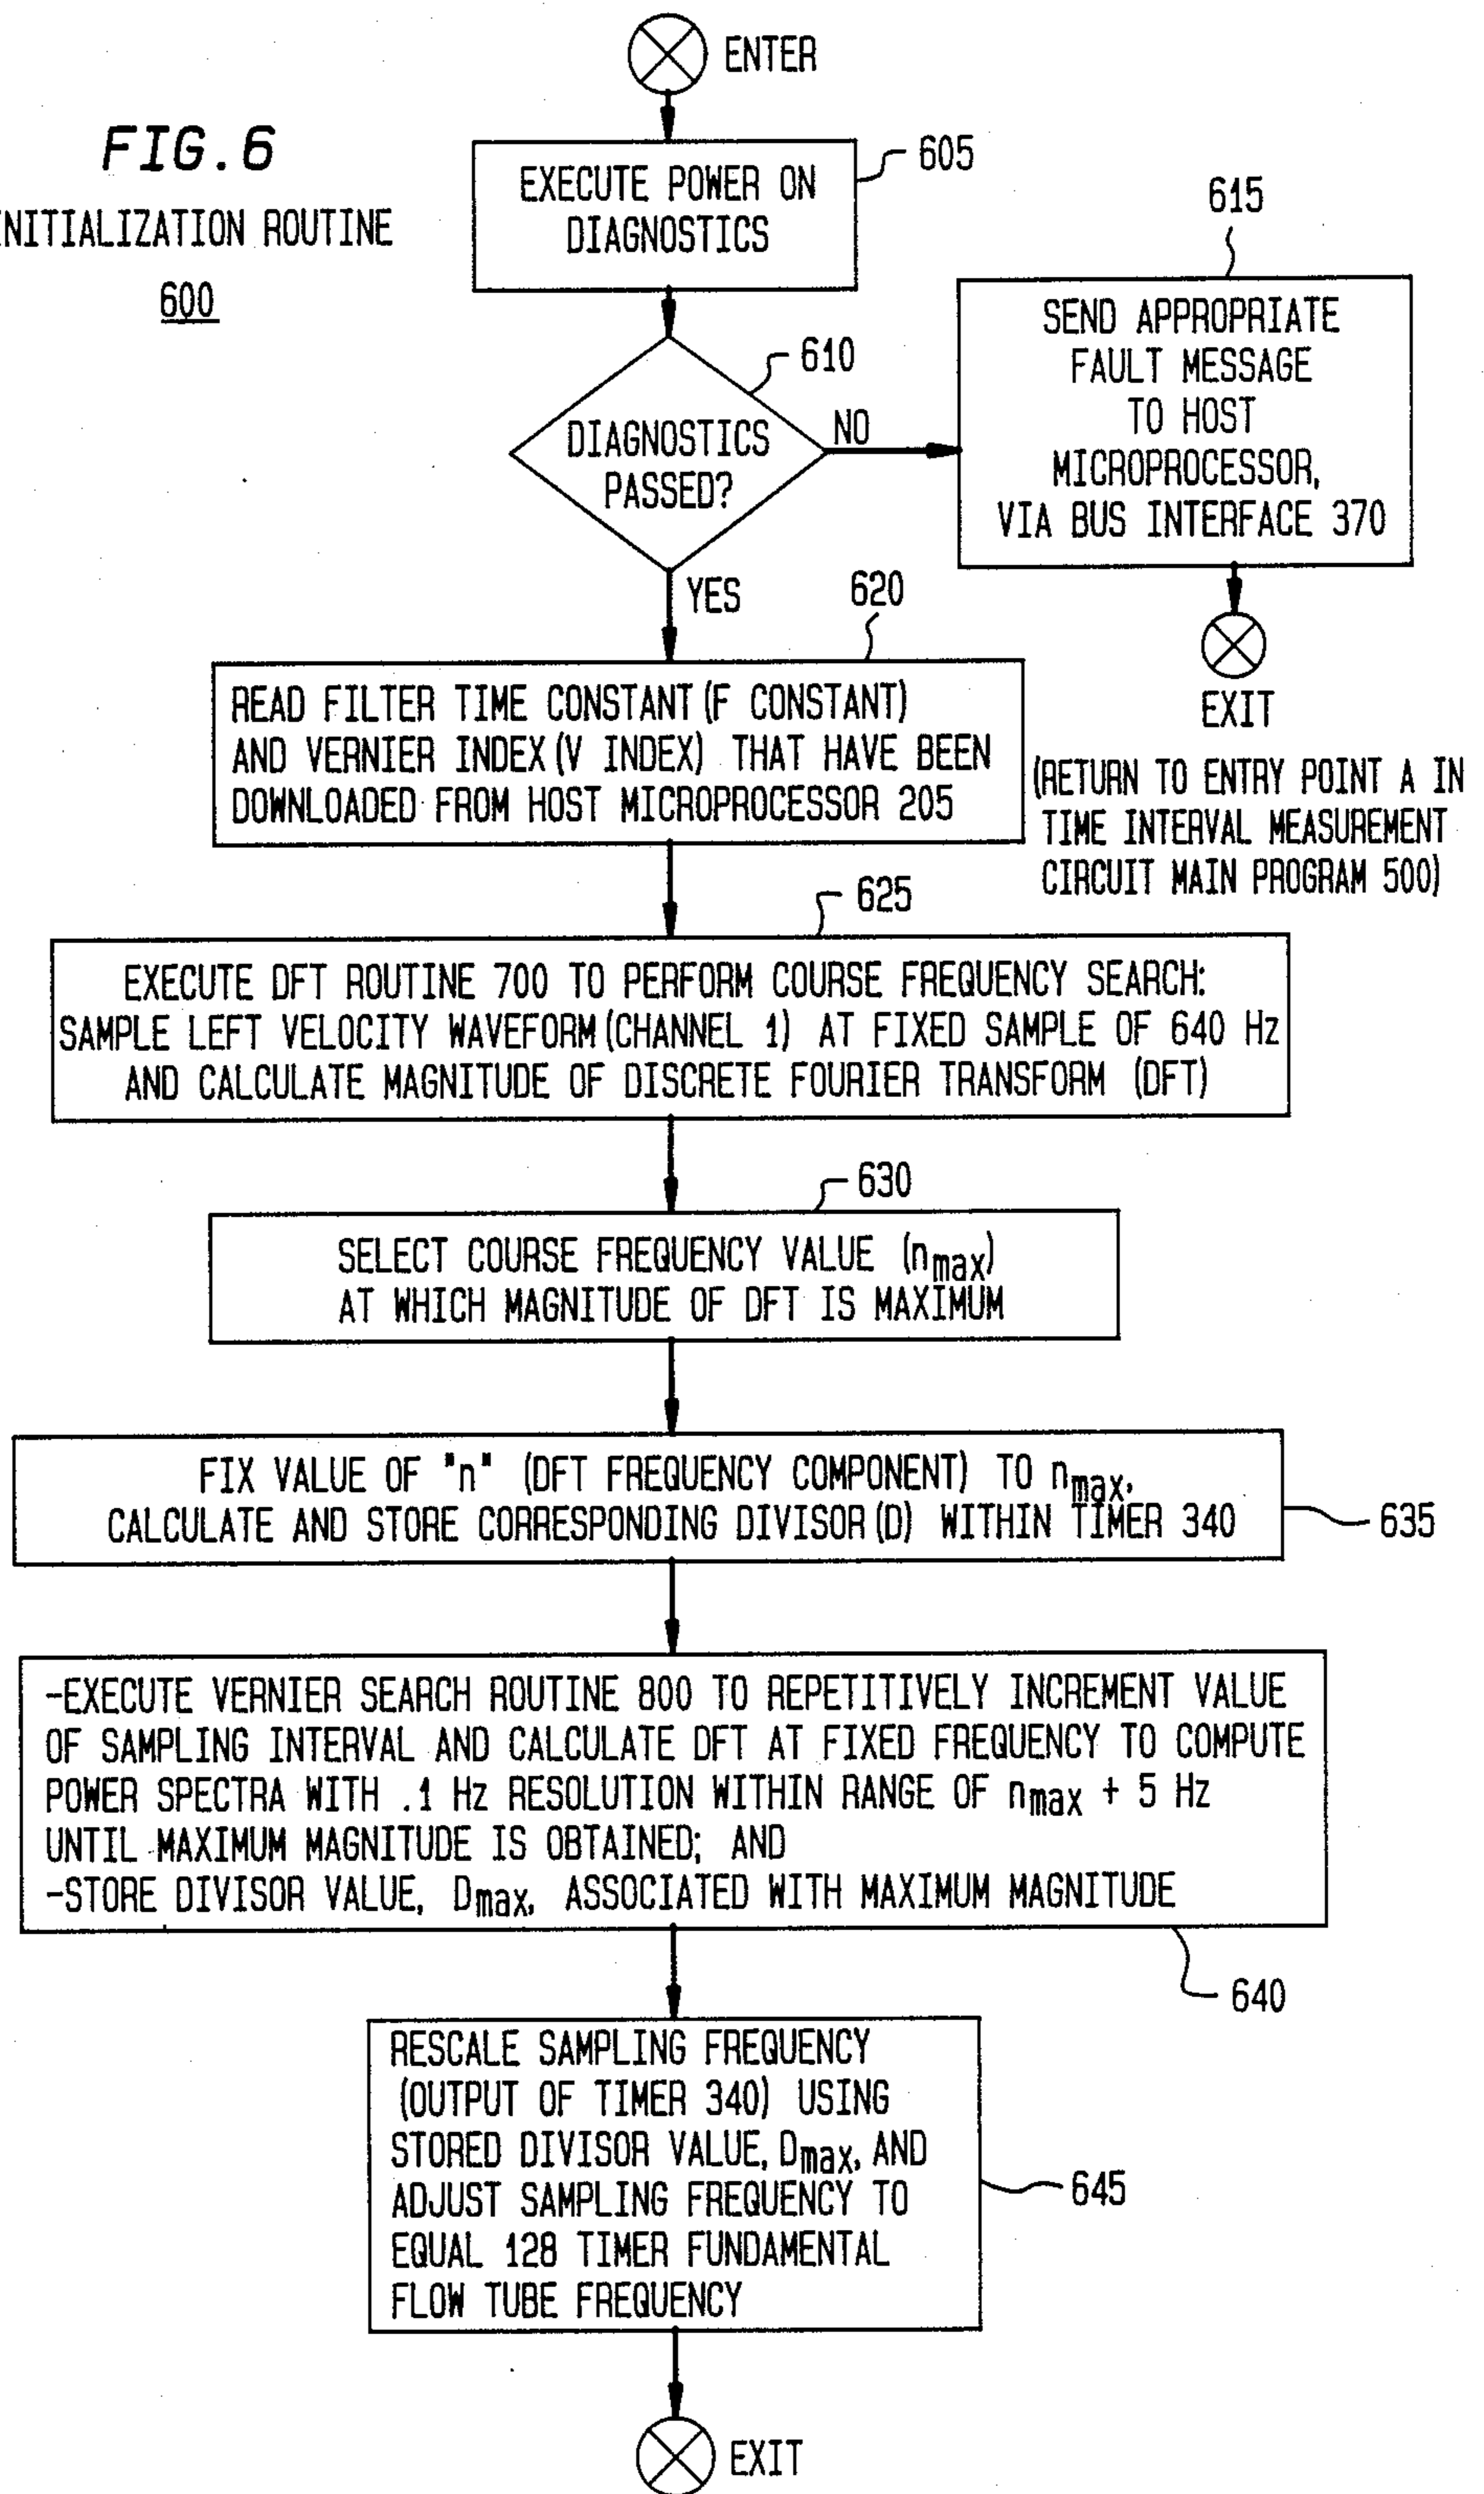 ENTER
FIG. 6
INITIALIZATION ROUTINE
600
EXECUTE POWER ON
DIAGNOSTICS
605
610
DIAGNOSTICS
PASSED?
NO
615
SEND APPROPRIATE
FAULT MESSAGE
TO HOST
MICROPROCESSOR,
VIA BUS INTERFACE 370
EXIT
(RETURN TO ENTRY POINT A IN
TIME INTERVAL MEASUREMENT
CIRCUIT MAIN PROGRAM 500)
YES
620
READ FILTER TIME CONSTANT (F CONSTANT)
AND VERNIER INDEX (V INDEX) THAT HAVE BEEN
DOWNLOADED FROM HOST MICROPROCESSOR 205
625
EXECUTE DFT ROUTINE 700 TO PERFORM COURSE FREQUENCY SEARCH:
SAMPLE LEFT VELOCITY WAVEFORM (CHANNEL 1) AT FIXED SAMPLE OF 640 Hz
AND CALCULATE MAGNITUDE OF DISCRETE FOURIER TRANSFORM (DFT)
630
SELECT COURSE FREQUENCY VALUE (nmax)
AT WHICH MAGNITUDE OF DFT IS MAXIMUM
FIX VALUE OF "n" (DFT FREQUENCY COMPONENT) TO nmax,
CALCULATE AND STORE CORRESPONDING DIVISOR (D) WITHIN TIMER 340
635
-EXECUTE VERNIER SEARCH ROUTINE 800 TO REPETITIVELY INCREMENT VALUE
OF SAMPLING INTERVAL AND CALCULATE DFT AT FIXED FREQUENCY TO COMPUTE
POWER SPECTRA WITH .1 Hz RESOLUTION WITHIN RANGE OF nmax + 5 Hz
UNTIL MAXIMUM MAGNITUDE IS OBTAINED; AND
-STORE DIVISOR VALUE, Dmax, ASSOCIATED WITH MAXIMUM MAGNITUDE
640
RESCALE SAMPLING FREQUENCY
(OUTPUT OF TIMER 340) USING
STORED DIVISOR VALUE, Dmax, AND
ADJUST SAMPLING FREQUENCY TO
EQUAL 128 TIMER FUNDAMENTAL
FLOW TUBE FREQUENCY
645
EXIT